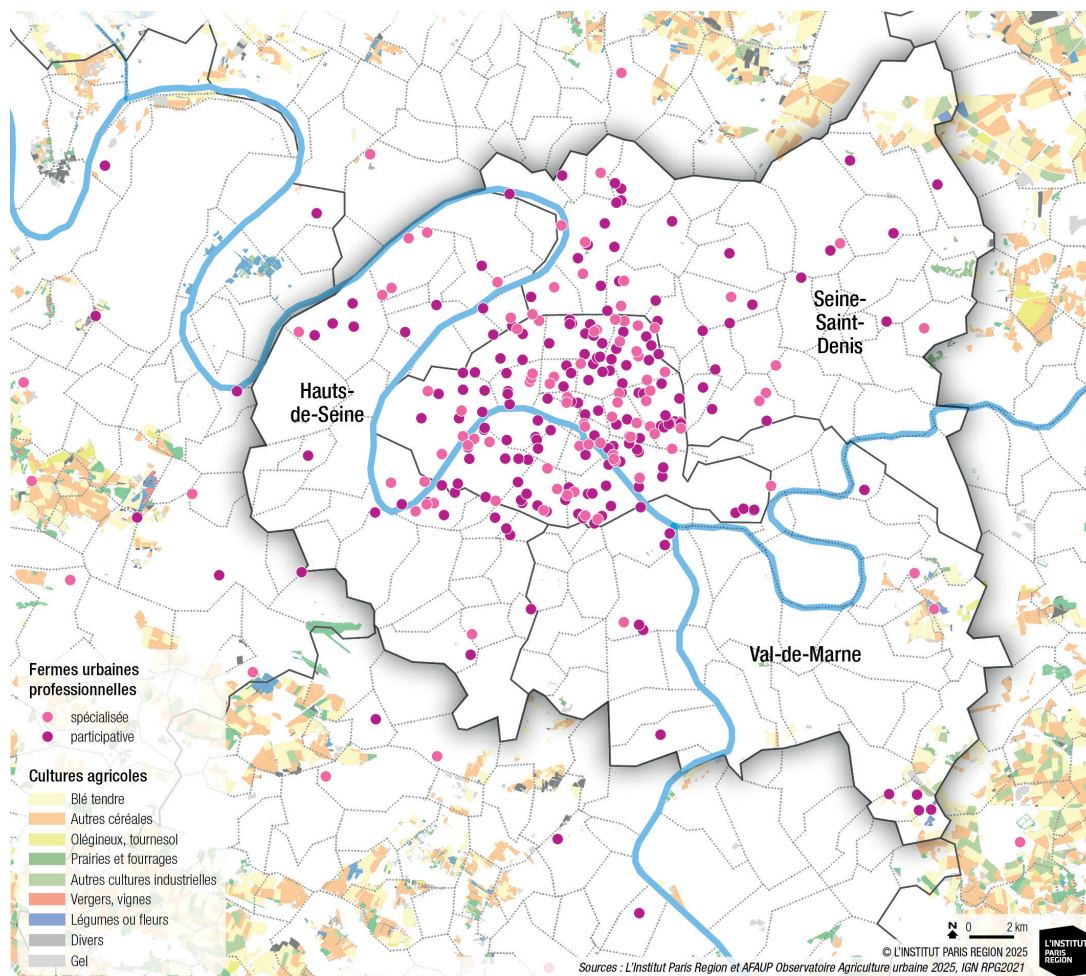 Seine-
Saint-
Denis
Hauts-
de-Seine
Val-de-Marne
Fermes urbaines
professionnelles
spécialisée
participative
Cultures agricoles
Blé tendre
Autres céréales
Olégineux, tournesol
Prairies et fourrages
Autres cultures industrielles
Vergers, vignes
Légumes ou fleurs
Divers
Gel
N
0 2 km
© L'INSTITUT PARIS REGION 2025
Sources : L'Institut Paris Region et AFAUP Observatoire Agriculture urbaine 2025, IGN RPG2021
L'INSTITUT
PARIS
REGION